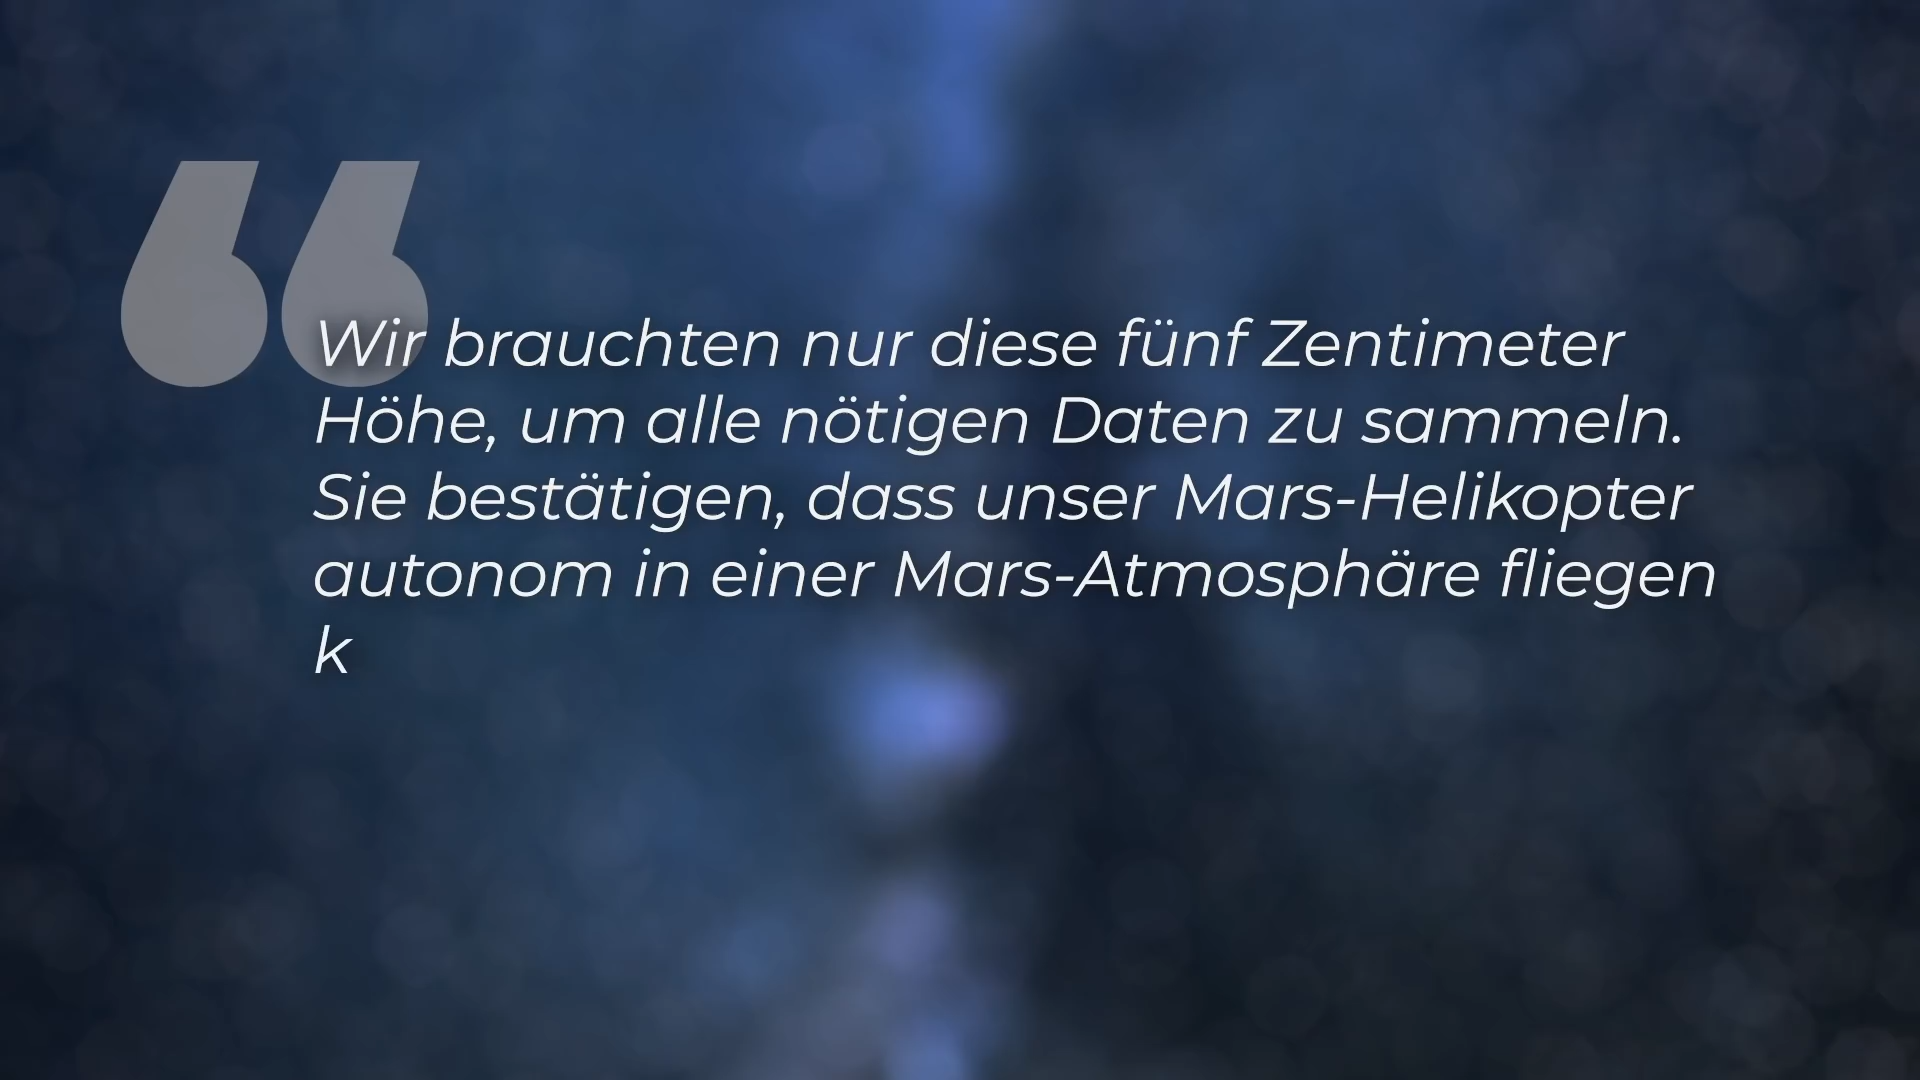 Wir brauchten nur diese fünf Zentimeter
Höhe, um alle nötigen Daten zu sammeln.
Sie bestätigen, dass unser Mars-Helikopter
autonom in einer Mars-Atmosphäre fliegen
k